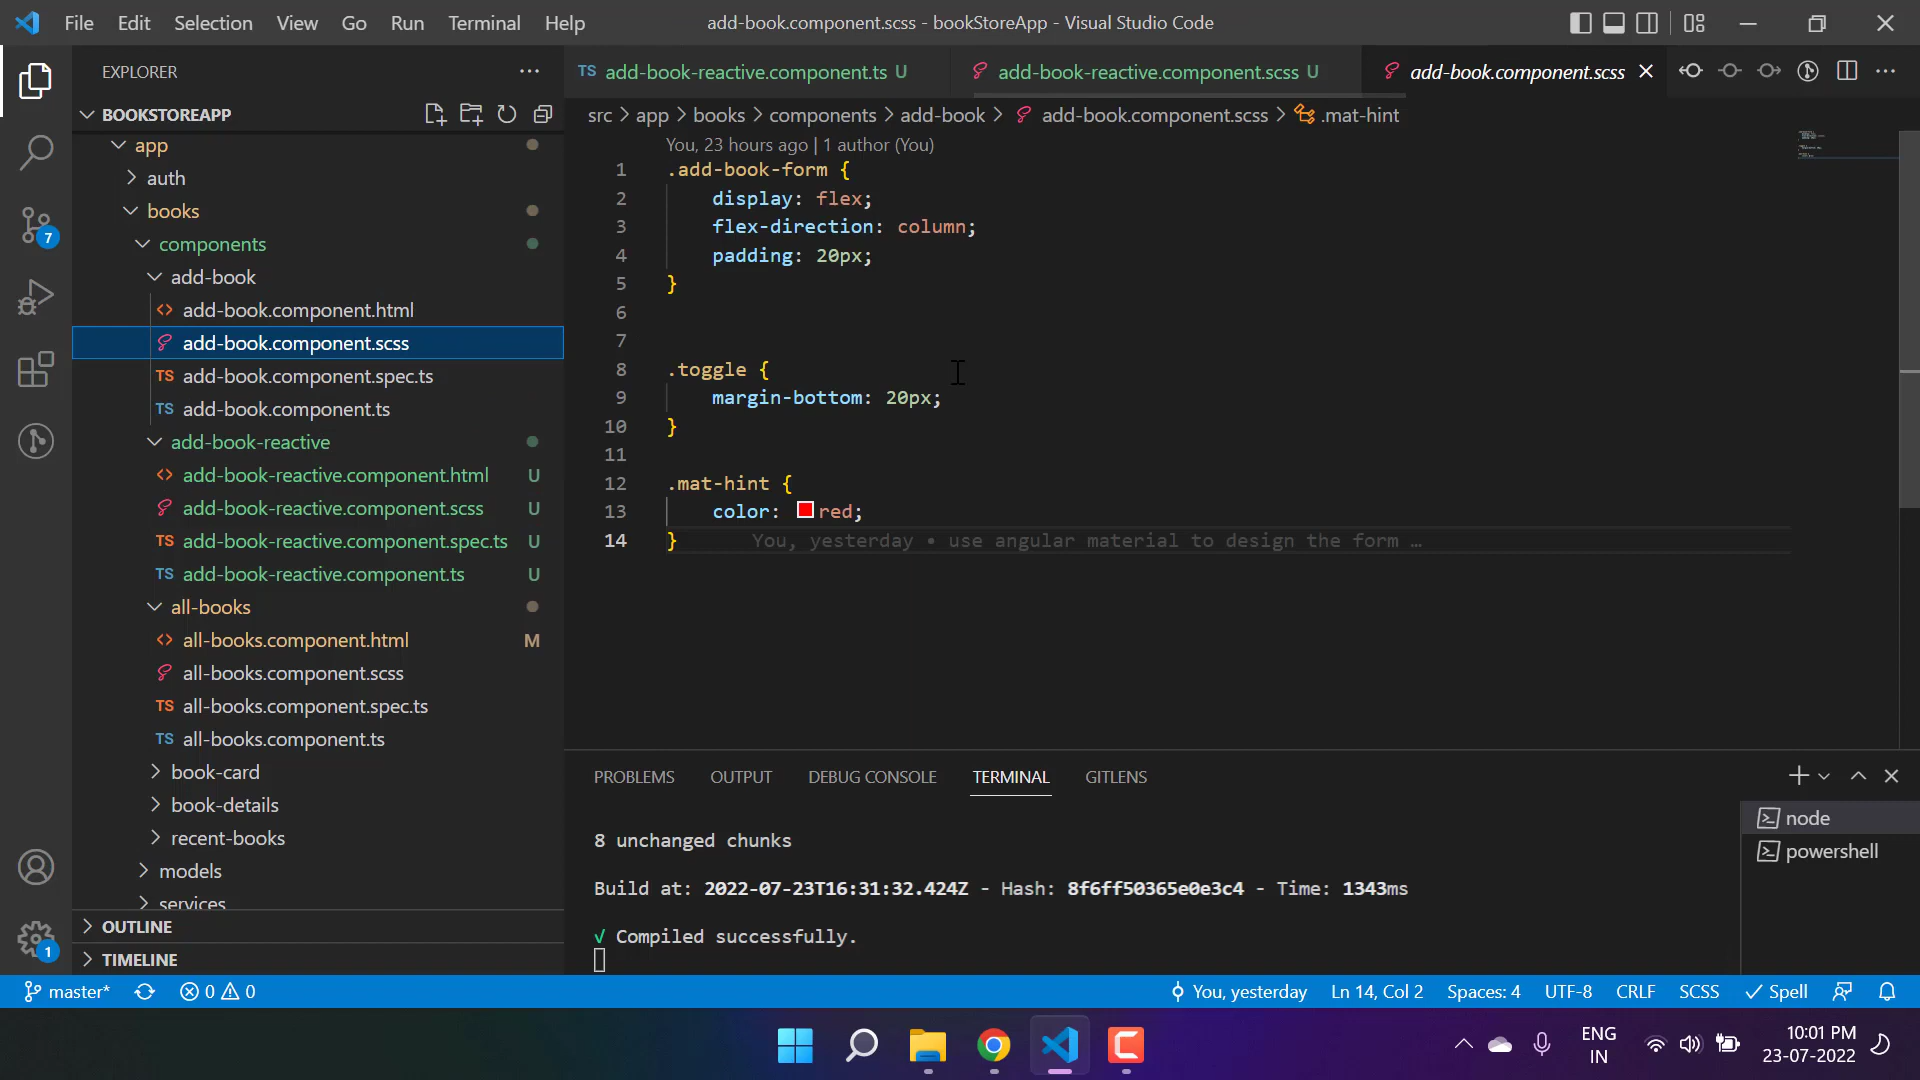 File Edit Selection View Go Run Terminal Help
add-book.component.scss - bookStoreApp - Visual Studio Code
EXPLORER
BOOKSTOREAPP
app
auth
books
components
add-book
add-book.component.html
add-book.component.scss
TS add-book.component.spec.ts
TS add-book.component.ts
add-book-reactive
add-book-reactive.component.html U
add-book-reactive.component.scss U
TS add-book-reactive.component.spec.ts U
TS add-book-reactive.component.ts U
all-books
all-books.component.html M
all-books.component.scss
TS all-books.component.spec.ts
TS all-books.component.ts
book-card
book-details
recent-books
models
services
OUTLINE
TIMELINE
7
1
TS add-book-reactive.component.ts U
add-book-reactive.component.scss U
add-book.component.scss
src > app > books > components > add-book > add-book.component.scss > .mat-hint
You, 23 hours ago | 1 author (You)
1 .add-book-form {
2 display: flex;
3 flex-direction: column;
4 padding: 20px;
5 }
6
7
8 .toggle {
9 margin-bottom: 20px;
10 }
11
12 .mat-hint {
13 color: red;
14 } You, yesterday • use angular material to design the form …
PROBLEMS OUTPUT DEBUG CONSOLE TERMINAL GITLENS
8 unchanged chunks
Build at: 2022-07-23T16:31:32.424Z - Hash: 8f6ff50365e0e3c4 - Time: 1343ms
√ Compiled successfully.
node
powershell
master* 0 0
You, yesterday Ln 14, Col 2 Spaces: 4 UTF-8 CRLF SCSS Spell
ENG
IN
10:01 PM
23-07-2022